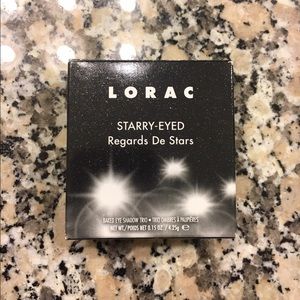 LORAC
STARRY-EYED
Regards De Stars
BAKED EYE SHADOW TRIO • TRIO OMBRES À PAUPIÈRES
NET WT./POIDS NET 0.15 OZ. / 4.25g ℮